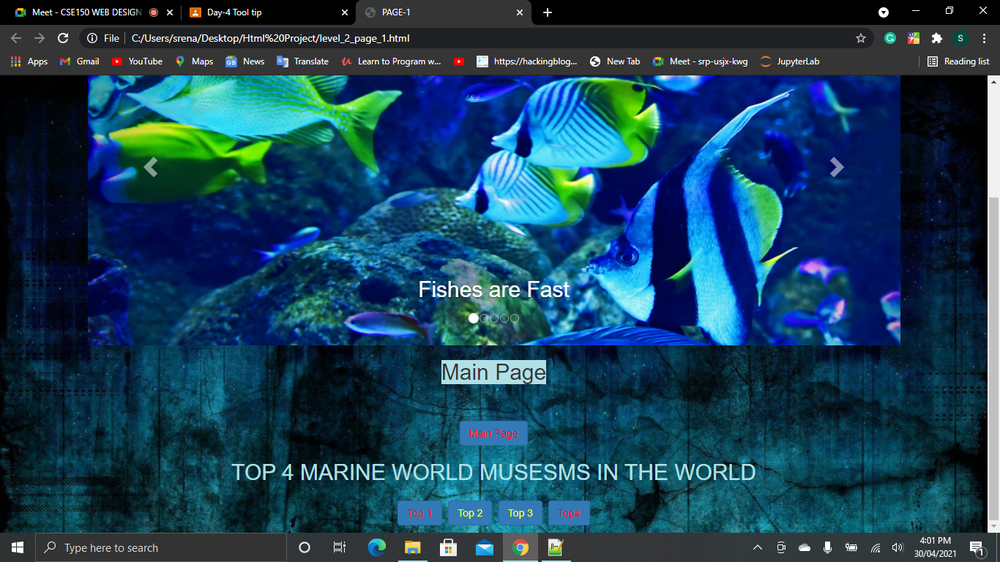 Meet - CSE150 WEB DESIGN
Day-4 Tool tip
PAGE-1
File
C:/Users/srena/Desktop/Html%20Project/level_2_page_1.html
S
Apps
Gmail
YouTube
Maps
News
Translate
Learn to Program w...
https://hackingblog...
New Tab
Meet - srp-usjx-kwg
JupyterLab
Reading list
Fishes are Fast
Main Page
Main Page
TOP 4 MARINE WORLD MUSESMS IN THE WORLD
Top 1 Top 2 Top 3 Top4
Type here to search
4:01 PM
30/04/2021
1